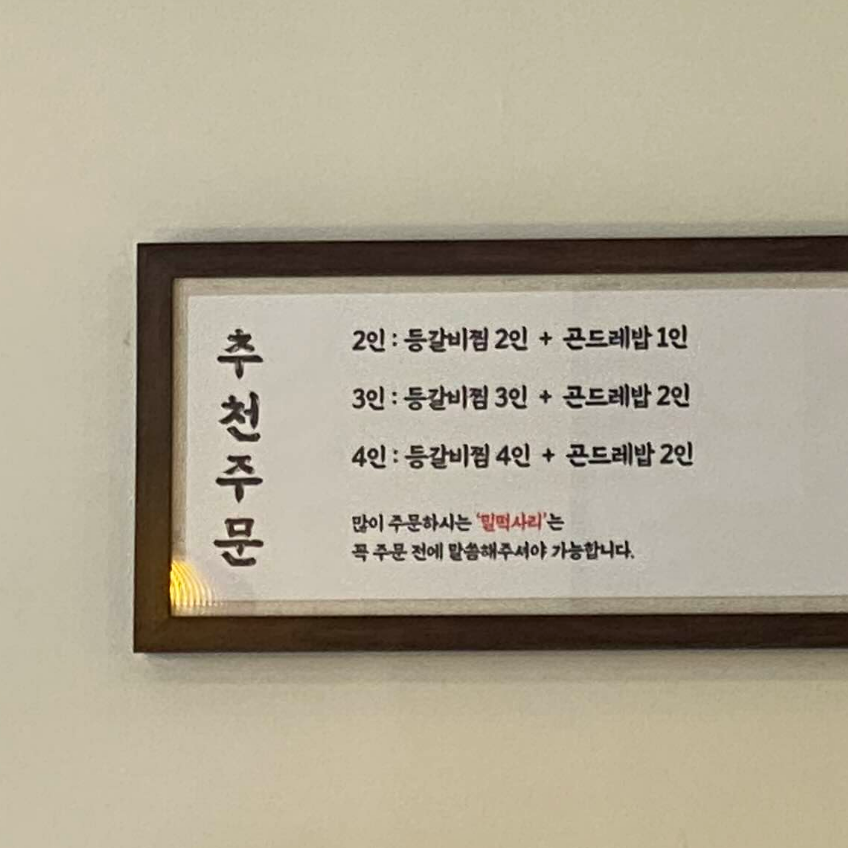 추천주문
2인 : 등갈비찜 2인 + 곤드레밥 1인
3인 : 등갈비찜 3인 + 곤드레밥 2인
4인 : 등갈비찜 4인 + 곤드레밥 2인
많이 주문하시는 '밀떡사리'는
꼭 주문 전에 말씀해주셔야 가능합니다.